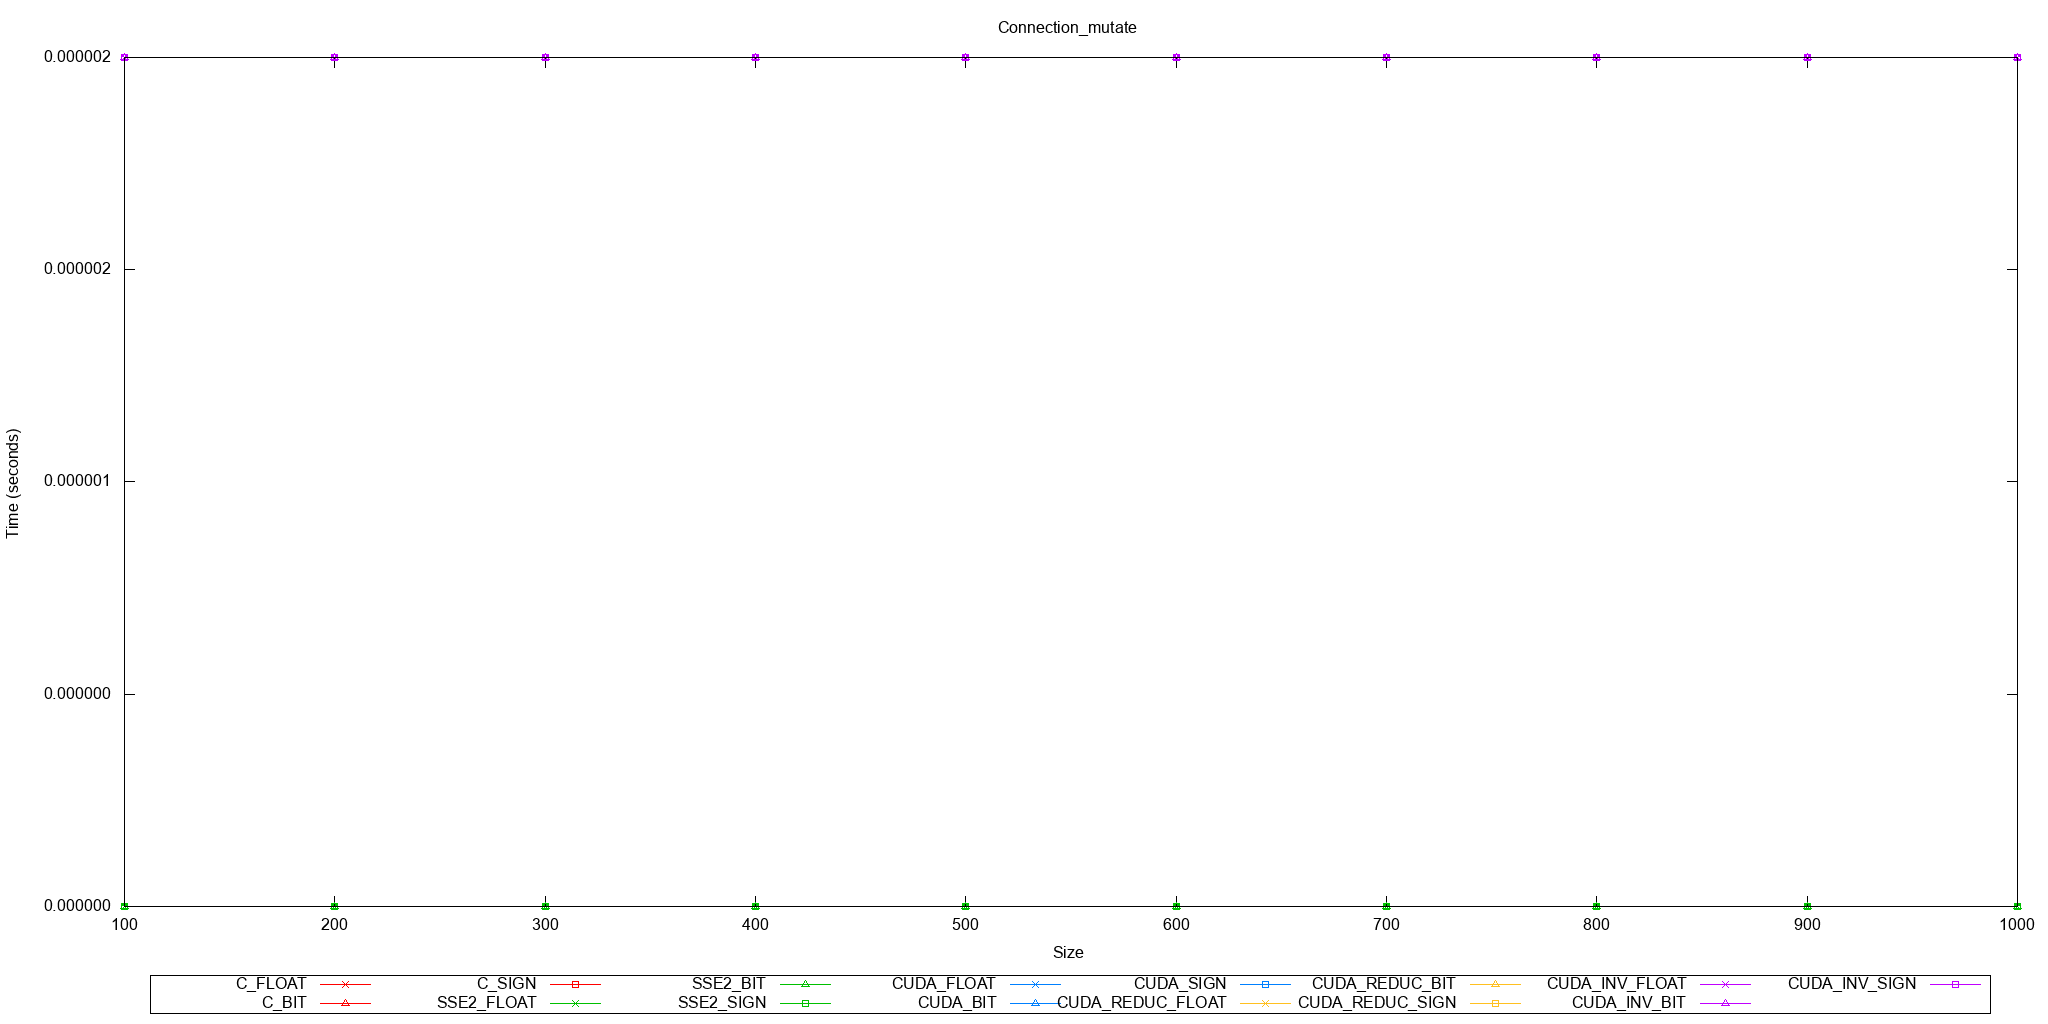 Connection_mutate
0.000002
0.000002
0.000001
0.000000
0.000000
Time (seconds)
100 200 300 400 500 600 700 800 900 1000
Size
C_FLOAT C_SIGN SSE2_BIT CUDA_FLOAT CUDA_SIGN CUDA_REDUC_BIT CUDA_INV_FLOAT CUDA_INV_SIGN
C_BIT SSE2_FLOAT SSE2_SIGN CUDA_BIT CUDA_REDUC_FLOAT CUDA_REDUC_SIGN CUDA_INV_BIT